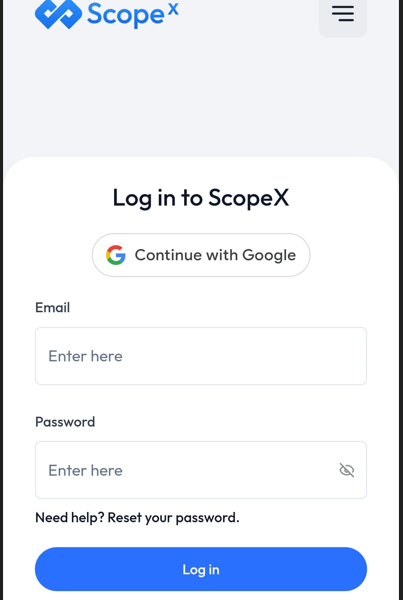 Scope X
Log in to ScopeX
Continue with Google
Email
Enter here
Password
Enter here
Need help? Reset your password.
Log in